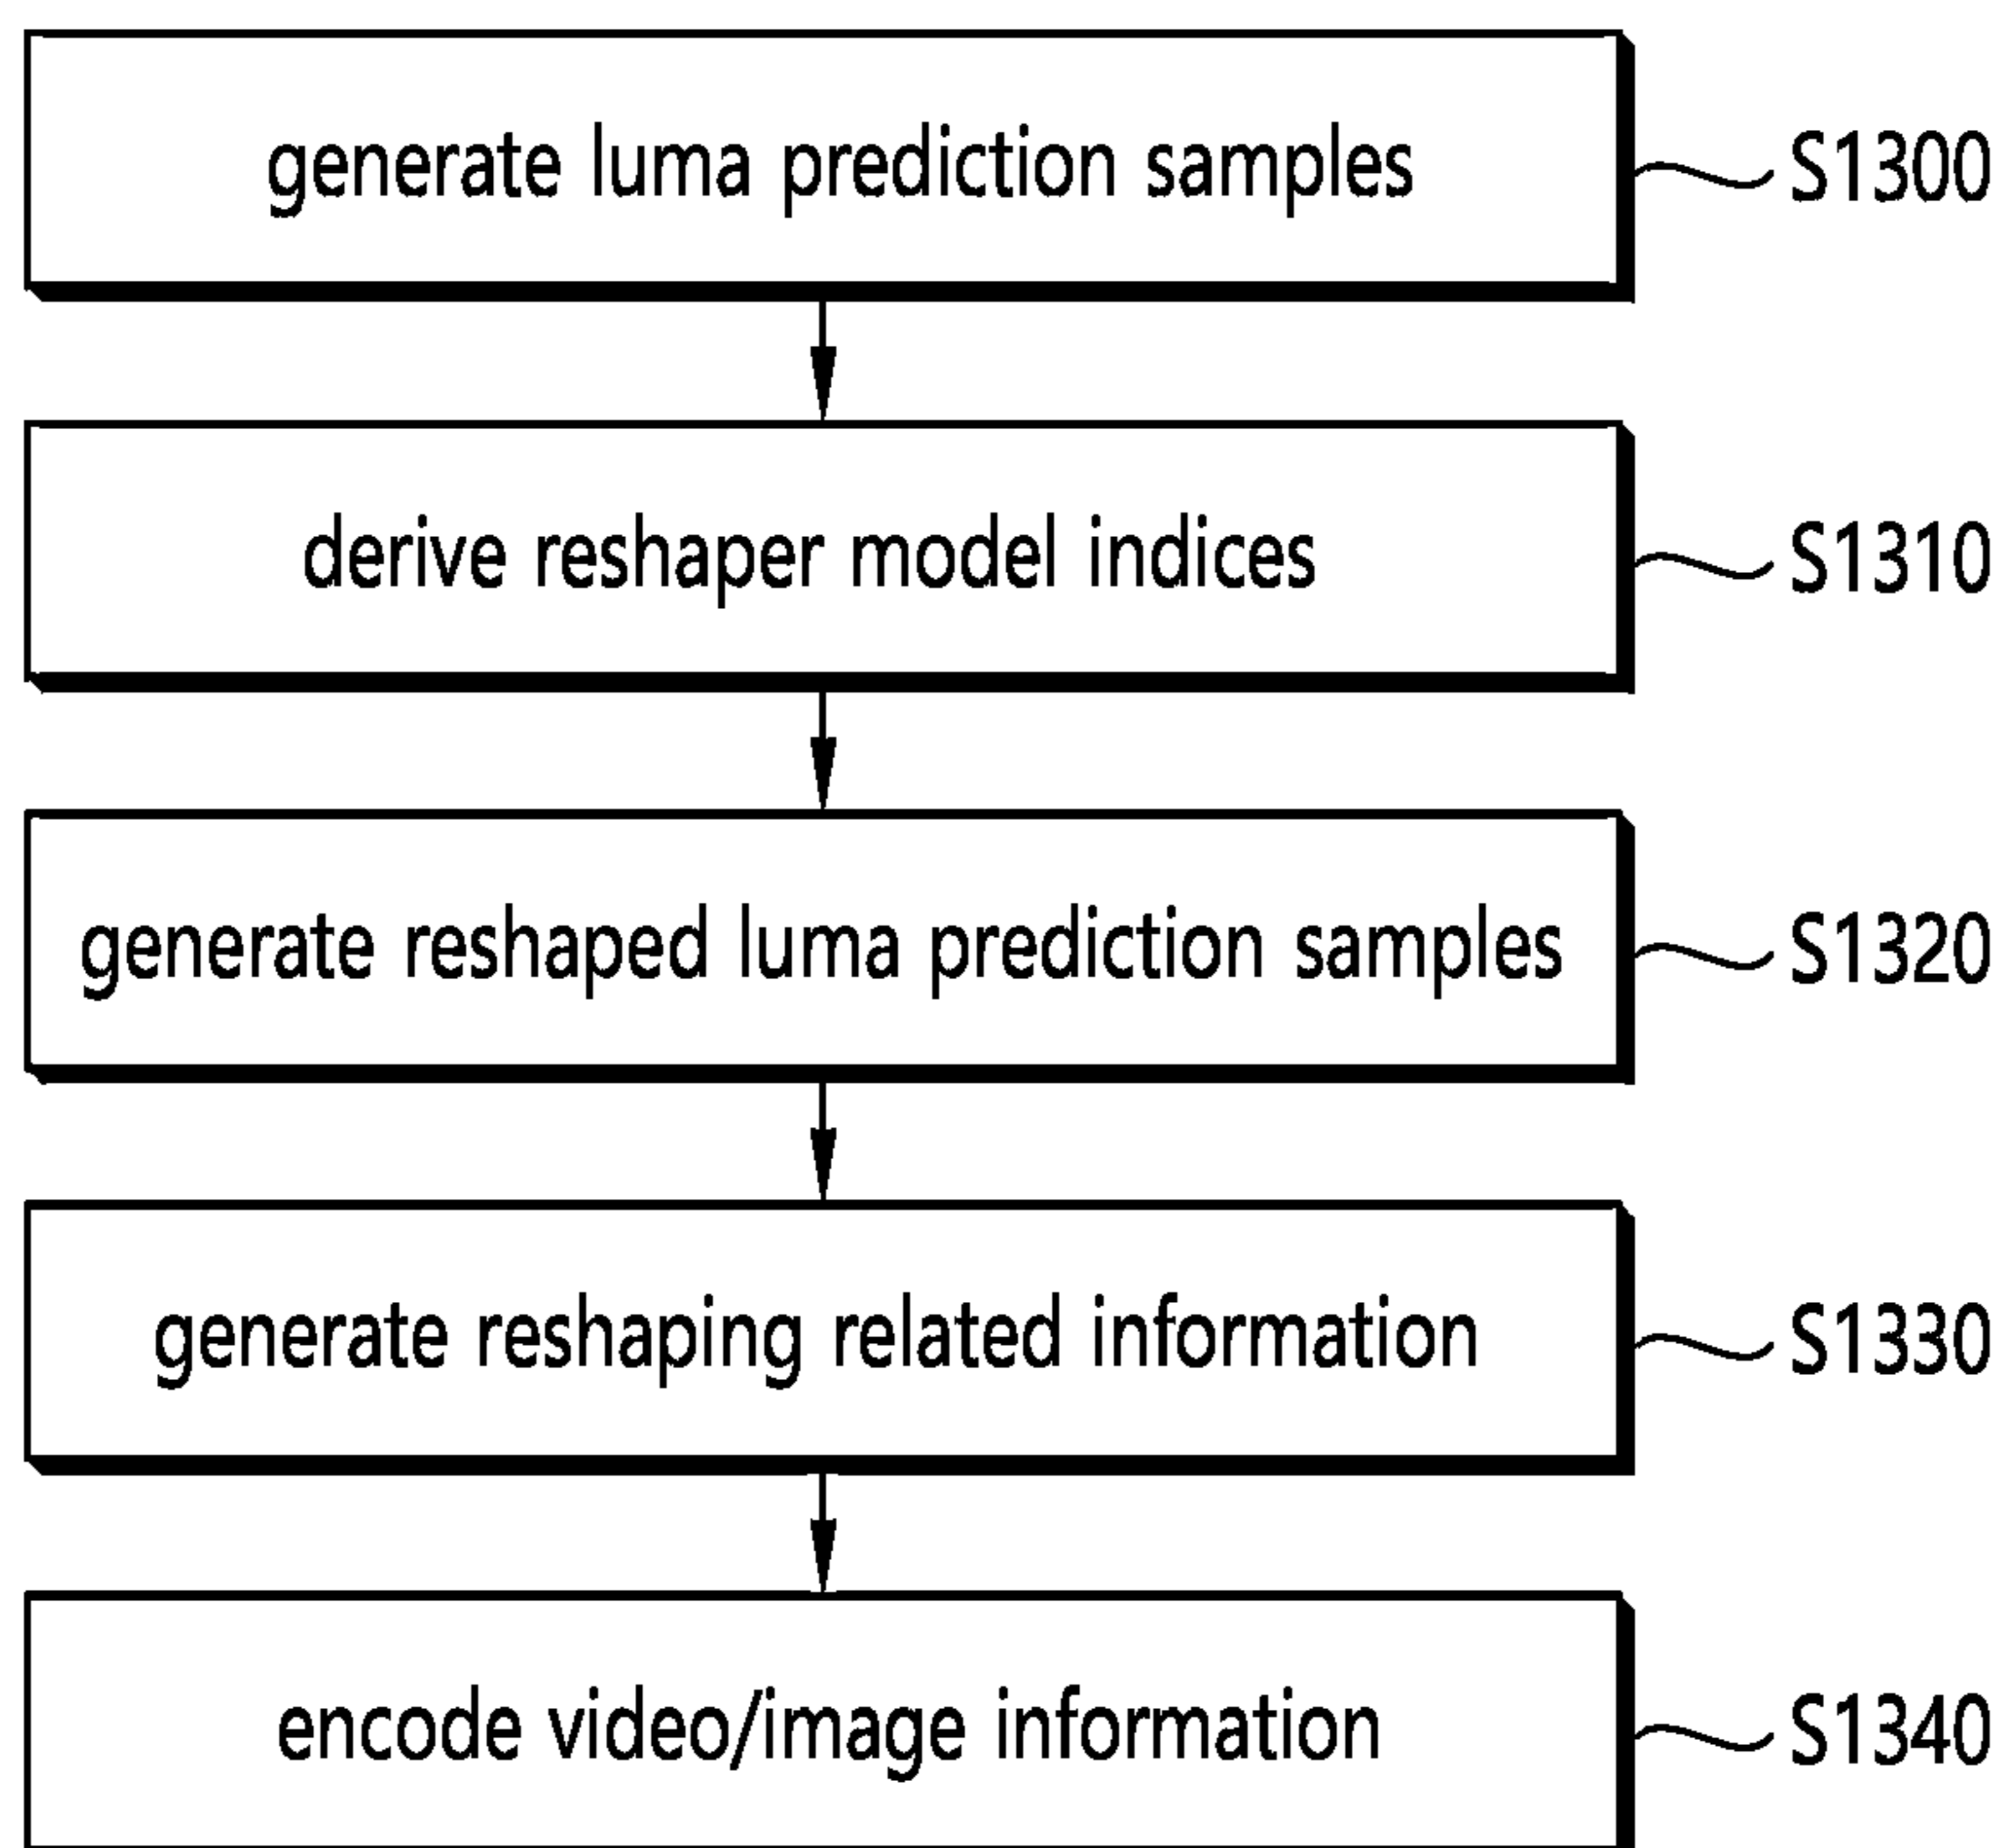 generate luma prediction samples S1300
derive reshaper model indices S1310
generate reshaped luma prediction samples S1320
generate reshaping related information S1330
encode video/image information S1340